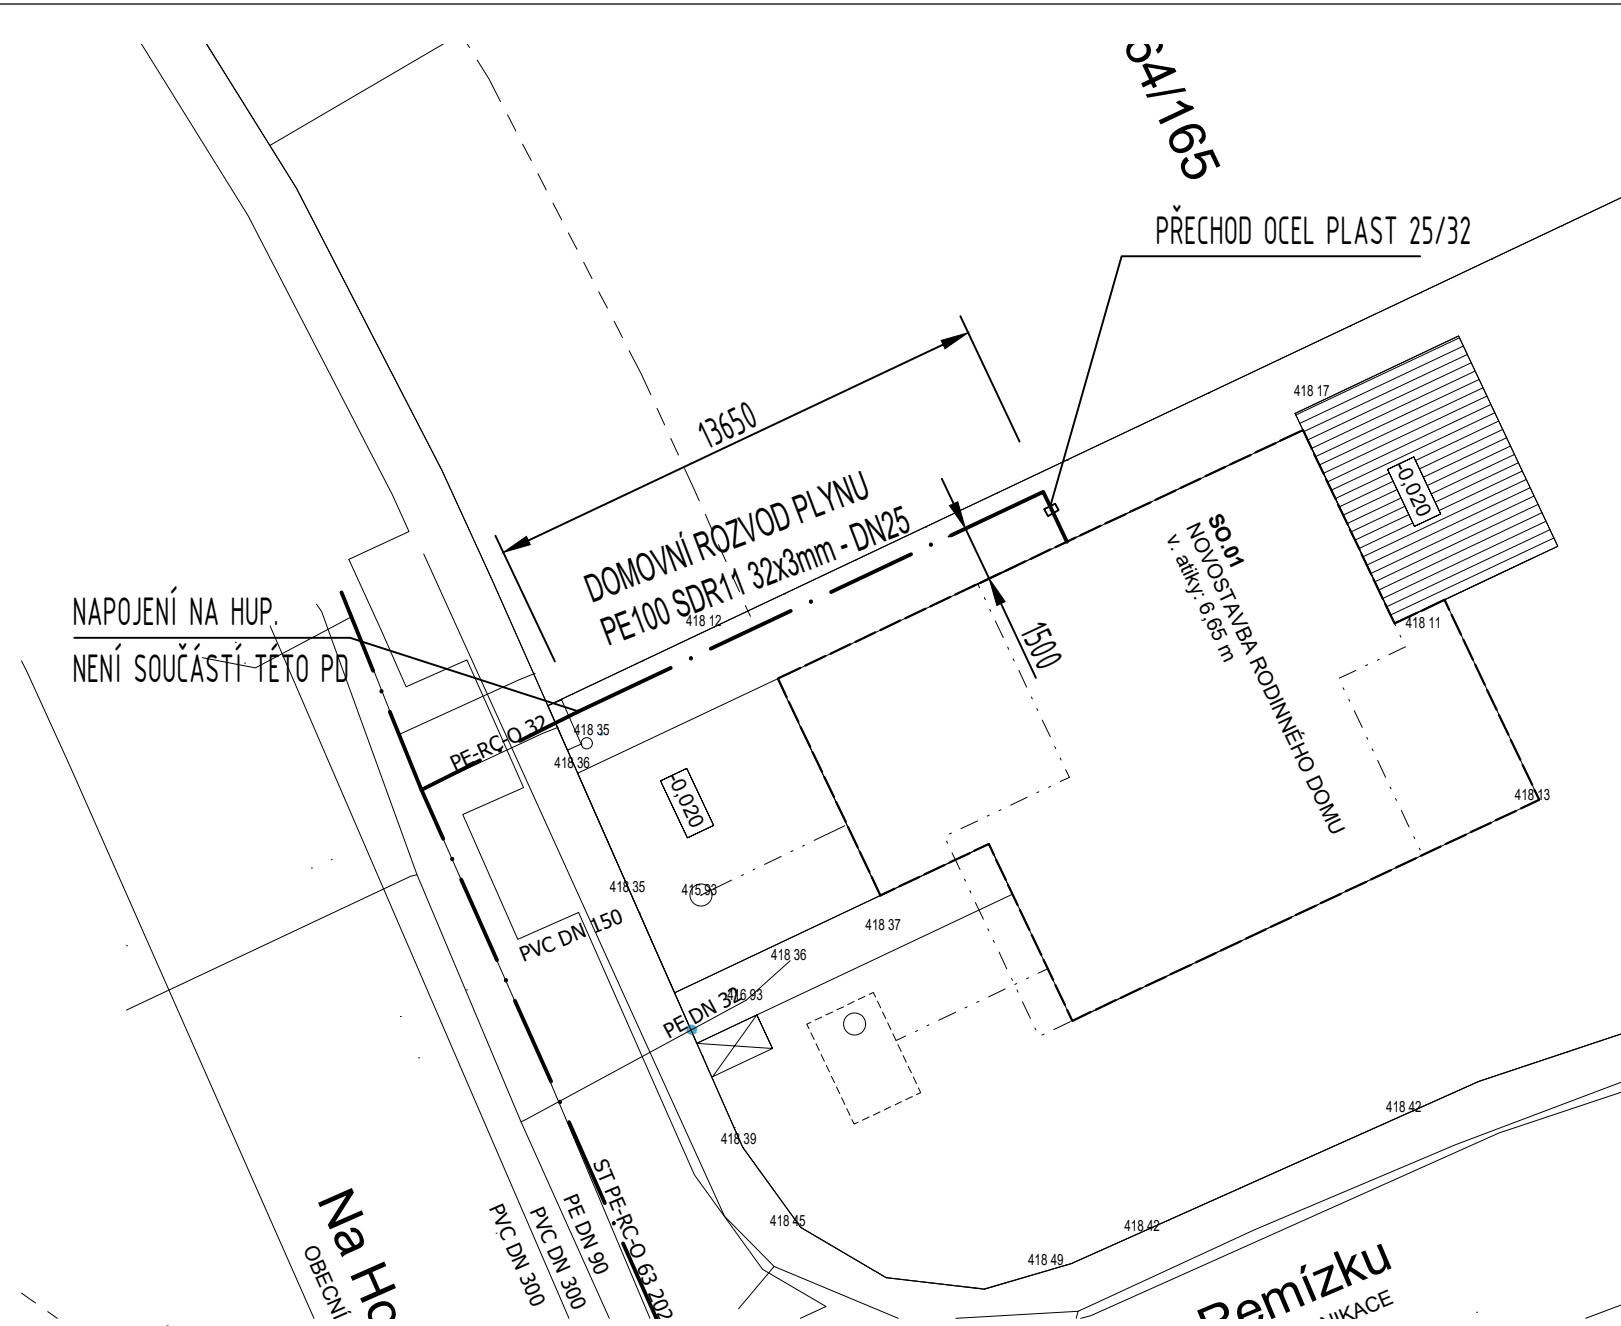 64/165
PŘECHOD OCEL PLAST 25/32
418 17
13650
-0,020
DOMOVNÍ ROZVOD PLYNU
PE100 SDR11 32x3mm - DN25
SO.01
NOVOSTAVBA RODINNÉHO DOMU
v. atiky: 6,65 m
NAPOJENÍ NA HUP.
NENÍ SOUČÁSTÍ TÉTO PD
418 12
418 11
1500
PE-RC-O 32
418 35
418 36
-0,020
418 13
418 35
415 93
PVC DN 150
418 37
418 36
416 93
PE DN 32
418 39
418 42
418 45
418 42
418 49
Na Ho
OBECNÍ
PVC DN 300
PVC DN 300
PE DN 90
ST PE-RC-O 63 202
Remízku
NIKACE